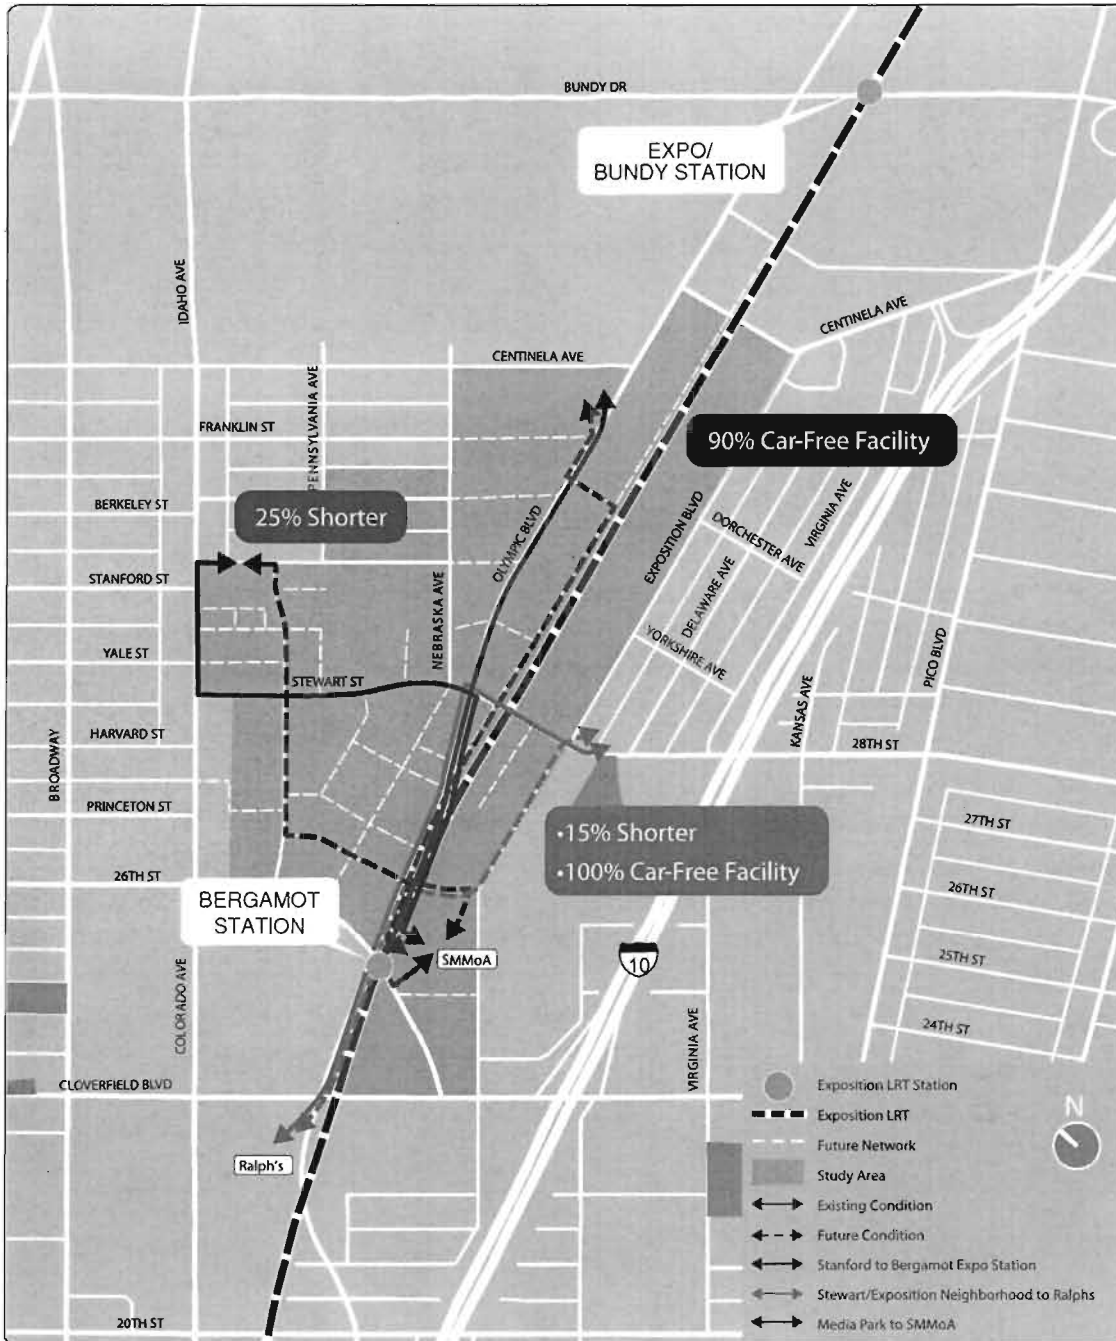 BUNDY DR
EXPO/
BUNDY STATION
IDAHO AVE
CENTINELA AVE
CENTINELA AVE
PENNSYLVANIA AVE
FRANKLIN ST
90% Car-Free Facility
BERKELEY ST
25% Shorter
OLYMPIC BLVD
EXPOSITION BLVD
DORCHESTER AVE
VIRGINIA AVE
STANFORD ST
NEBRASKA AVE
DELAWARE AVE
YALE ST
YORKSHIRE AVE
PICO BLVD
STEWART ST
KANSAS AVE
HARVARD ST
28TH ST
BROADWAY
PRINCETON ST
•15% Shorter
•100% Car-Free Facility
27TH ST
26TH ST
26TH ST
BERGAMOT
STATION
SMMoA
10
25TH ST
COLORADO AVE
24TH ST
VIRGINIA AVE
CLOVERFIELD BLVD
Ralph's
20TH ST
N
Exposition LRT Station
Exposition LRT
Future Network
Study Area
Existing Condition
Future Condition
Stanford to Bergamot Expo Station
Stewart/Exposition Neighborhood to Ralphs
Media Park to SMMoA